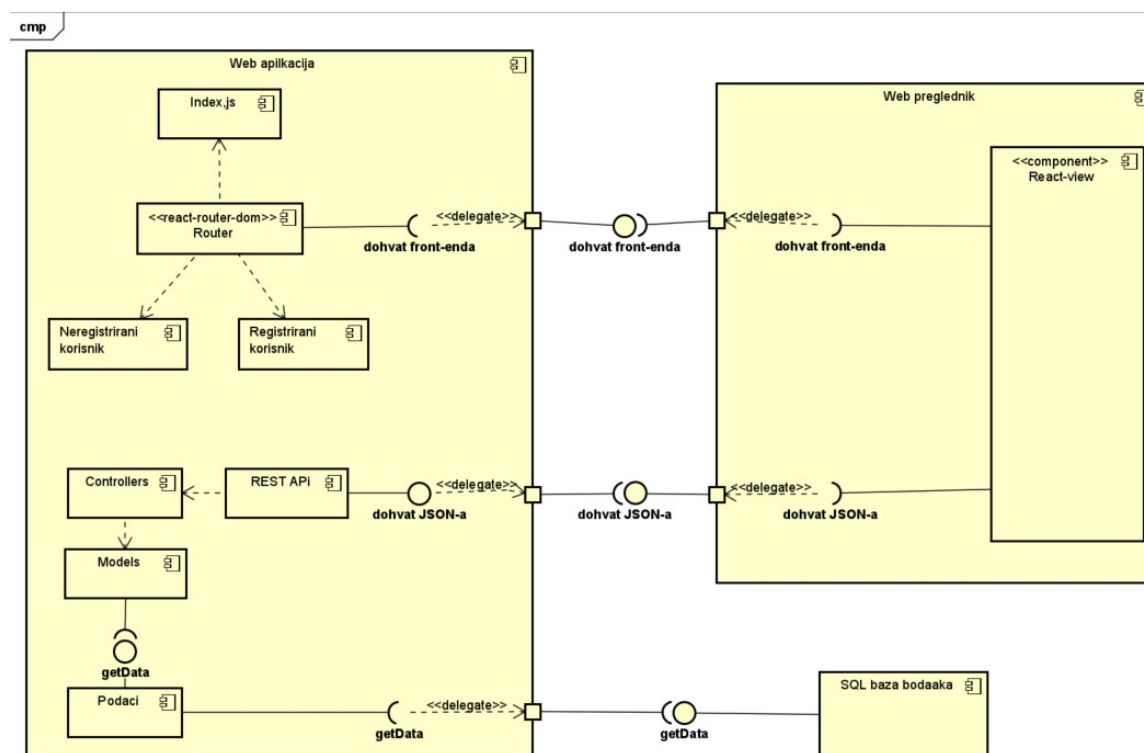 cmp
Web apilkacija
Index.js
<<react-router-dom>>
Router
<<delegate>>
dohvat front-enda
dohvat front-enda
Web preglednik
<<component>>
React-view
<<delegate>>
dohvat front-enda
Neregistrirani
korisnik
Registrirani
korisnik
Controllers
REST APi
<<delegate>>
dohvat JSON-a
dohvat JSON-a
<<delegate>>
dohvat JSON-a
Models
getData
Podaci
<<delegate>>
getData
getData
SQL baza bodaaka